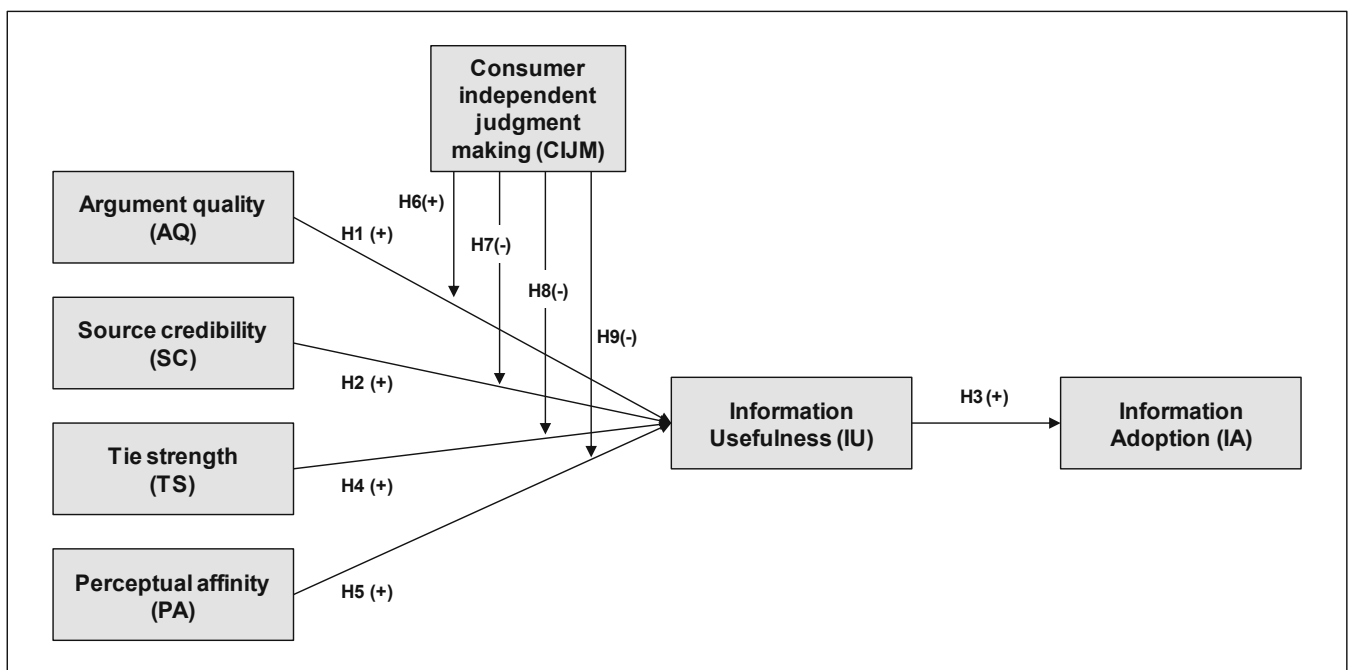 Consumer
independent
judgment
making (CIJM)
Argument quality
(AQ)
H1 (+)
H6(+)
H7(-)
H8(-)
H9(-)
Source credibility
(SC)
H2 (+)
Information
Usefulness (IU)
H3 (+)
Information
Adoption (IA)
Tie strength
(TS)
H4 (+)
Perceptual affinity
(PA)
H5 (+)